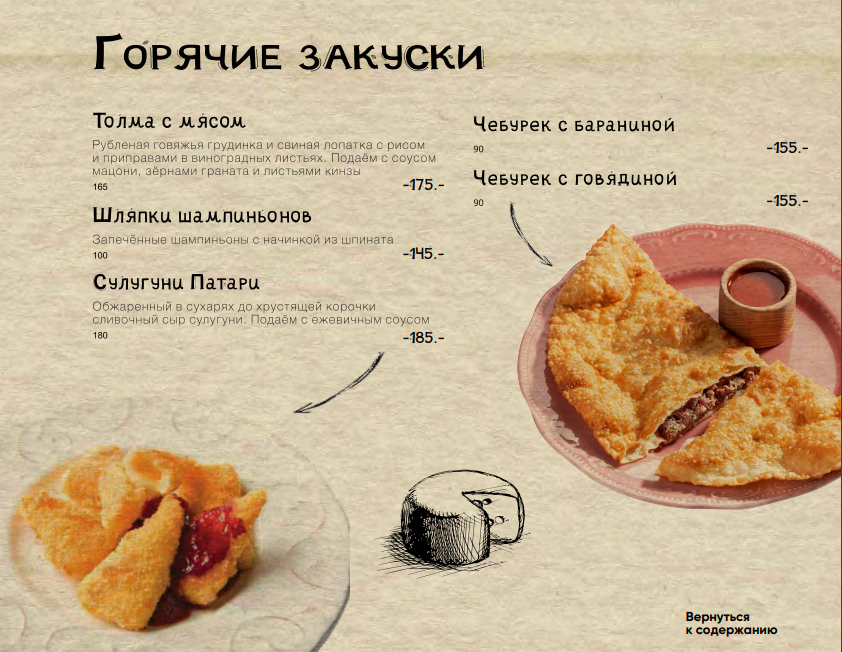 Горячие закуски
Толма с мясом
Рубленая говяжья грудинка и свиная лопатка с рисом
и приправами в виноградных листьях. Подаём с соусом
мацони, зёрнами граната и листьями кинзы
165
-175.-
Шляпки шампиньонов
Запечённые шампиньоны с начинкой из шпината
100
-145.-
Сулугуни Патари
Обжаренный в сухарях до хрустящей корочки
сливочный сыр сулугуни. Подаём с ежевичным соусом
180
-185.-
Чебурек с бараниной
90
-155.-
Чебурек с говядиной
90
-155.-
Вернуться
к содержанию